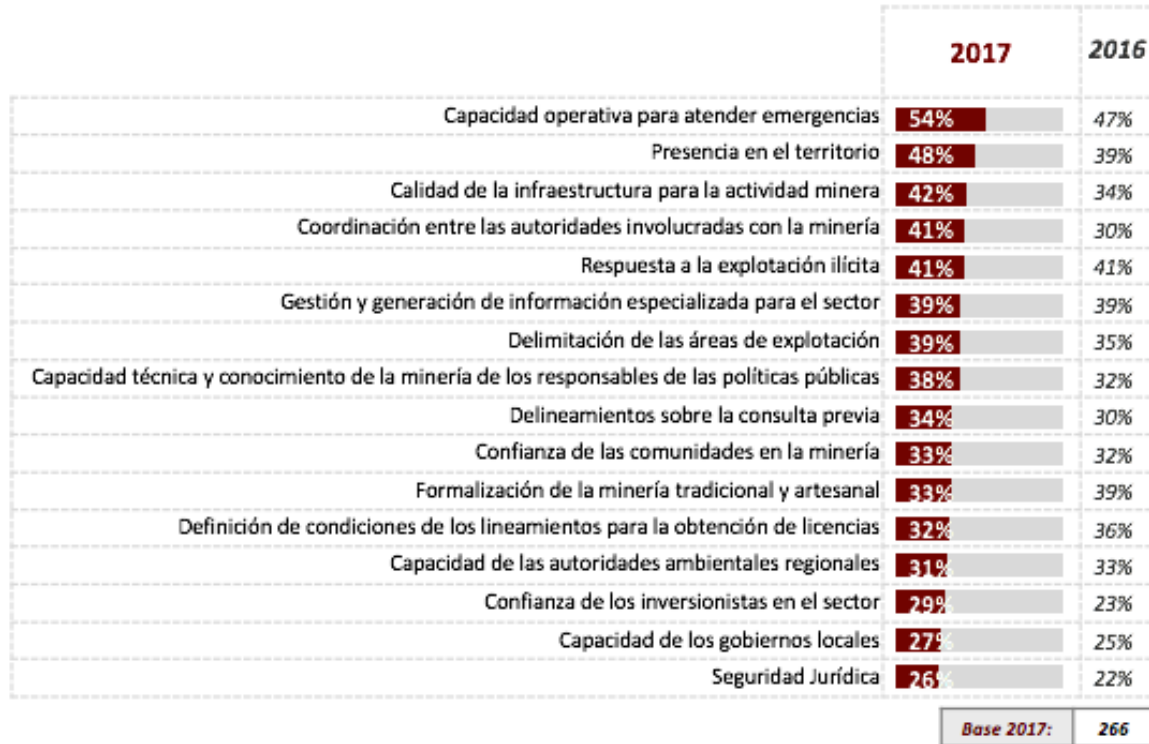 2017 2016
Capacidad operativa para atender emergencias 54% 47%
Presencia en el territorio 48% 39%
Calidad de la infraestructura para la actividad minera 42% 34%
Coordinación entre las autoridades involucradas con la minería 41% 30%
Respuesta a la explotación ilícita 41% 41%
Gestión y generación de información especializada para el sector 39% 39%
Delimitación de las áreas de explotación 39% 35%
Capacidad técnica y conocimiento de la minería de los responsables de las políticas públicas 38% 32%
Delineamientos sobre la consulta previa 34% 30%
Confianza de las comunidades en la minería 33% 32%
Formalización de la minería tradicional y artesanal 33% 39%
Definición de condiciones de los lineamientos para la obtención de licencias 32% 36%
Capacidad de las autoridades ambientales regionales 31% 33%
Confianza de los inversionistas en el sector 29% 23%
Capacidad de los gobiernos locales 27% 25%
Seguridad Jurídica 26% 22%
Base 2017: 266